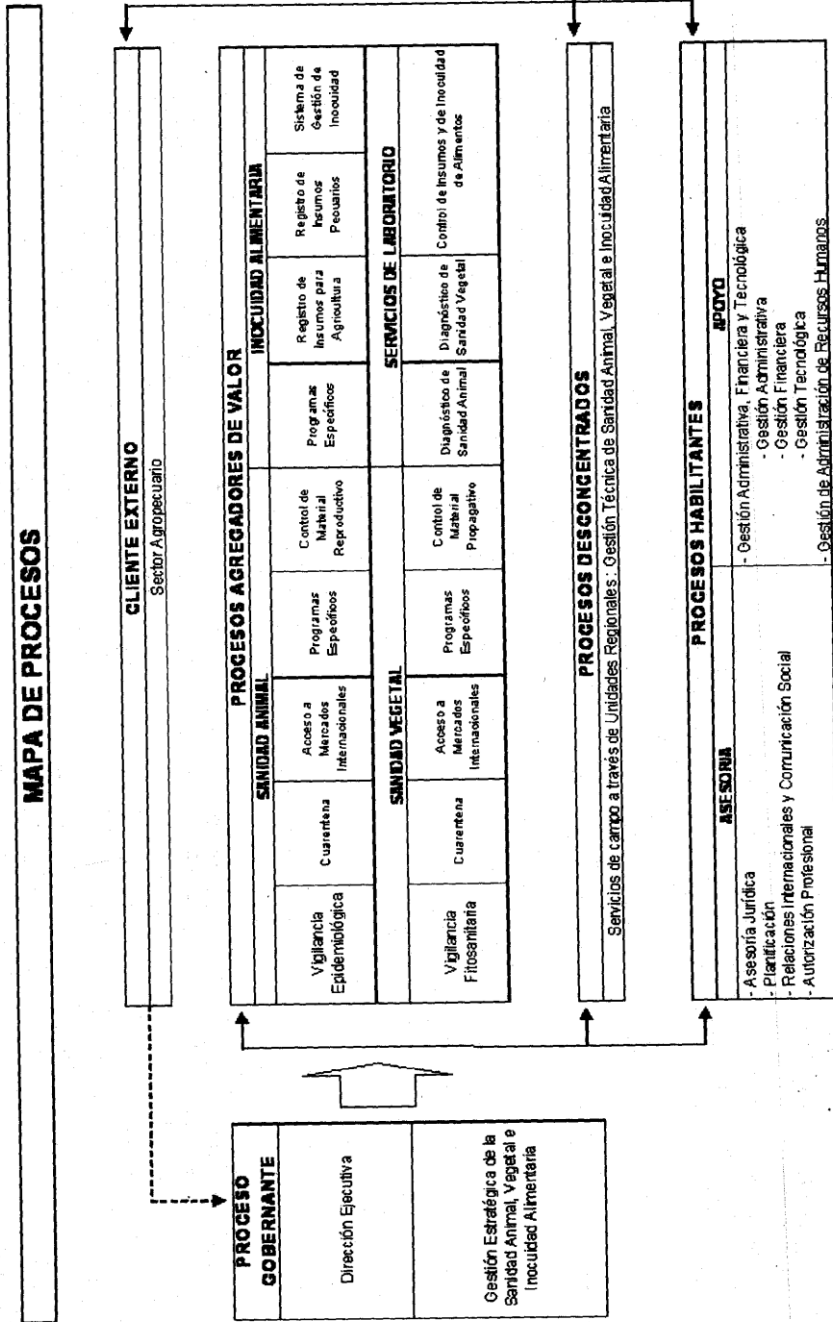 MAPA DE PROCESOS
CLIENTE EXTERNO
Sector Agropecuario
PROCESO
GOBERNANTE
Dirección Ejecutiva
Gestión Estratégica de la
Sanidad Animal, Vegetal e
Inocuidad Alimentaria
PROCESOS AGREGADORES DE VALOR
SANIDAD ANIMAL
Vigilancia
Epidemiológica
Cuarentena
Acceso a
Mercados
Internacionales
Programas
Específicos
Control de
Material
Reproductivo
INOCUIDAD ALIMENTARIA
Programas
Específicos
Registro de
Insumos para
Agricultura
Registro de
Insumos
Pecuarios
Sistema de
Gestión de
Inocuidad
SANIDAD VEGETAL
Vigilancia
Fitosanitaria
Cuarentena
Acceso a
Mercados
Internacionales
Programas
Específicos
Control de
Material
Propagativo
SERVICIOS DE LABORATORIO
Diagnóstico de
Sanidad Animal
Diagnóstico de
Sanidad Vegetal
Control de Insumos y de Inocuidad
de Alimentos
PROCESOS DESCONCENTRADOS
Servicios de campo a través de Unidades Regionales: Gestión Técnica de Sanidad Animal, Vegetal e Inocuidad Alimentaria
PROCESOS HABILITANTES
ASESORIA
- Asesoría Jurídica
- Planificación
- Relaciones Internacionales y Comunicación Social
- Autorización Profesional
APOYO
- Gestión Administrativa, Financiera y Tecnológica
- Gestión Administrativa
- Gestión Financiera
- Gestión Tecnológica
- Gestión de Administración de Recursos Humanos